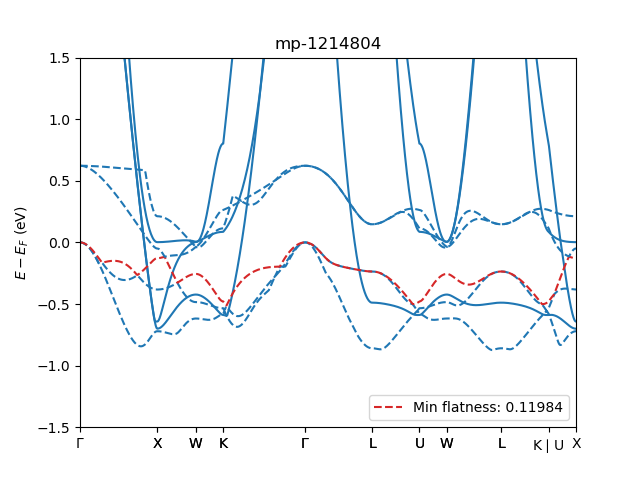 mp-1214804
1.5
1.0
0.5
0.0
−0.5
−1.0
−1.5
E − E_F (eV)
Min flatness: 0.11984
Γ X W K Γ L U W L K | U X